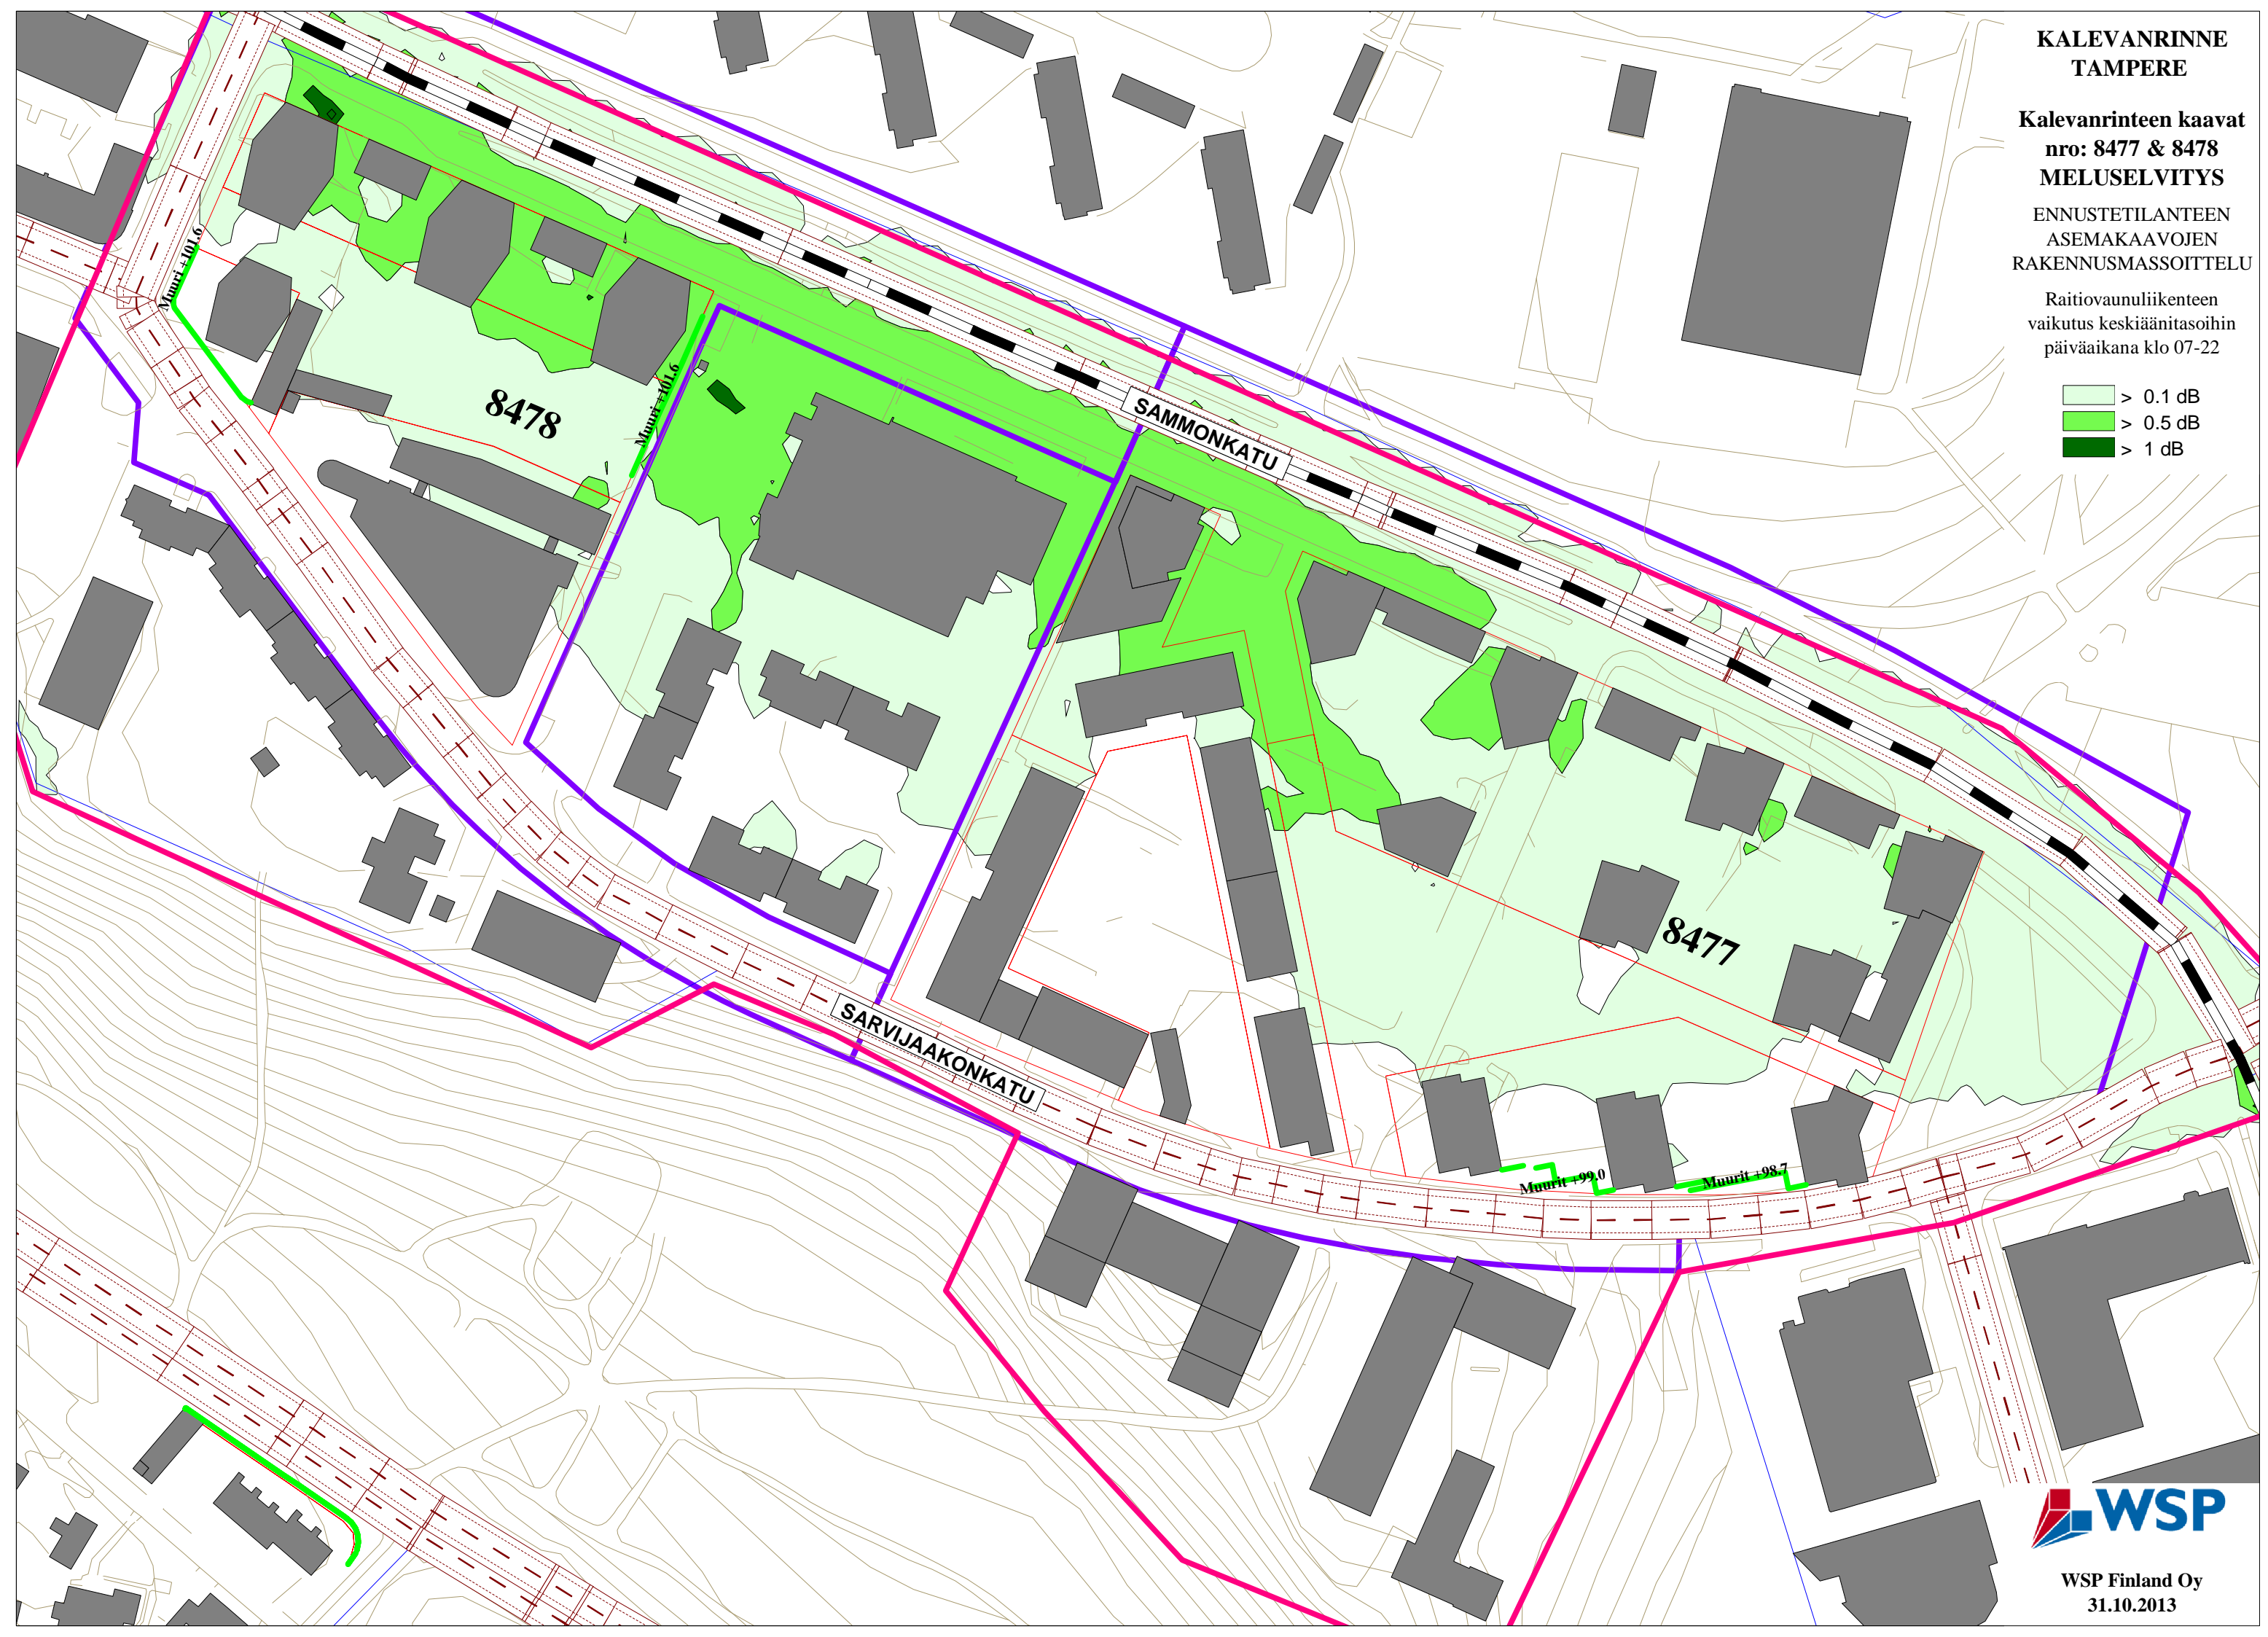 KALEVANRINNE
TAMPERE
Kalevanrinteen kaavat
nro: 8477 & 8478
MELUSELVITYS
ENNUSTETILANTEEN
ASEMAKAAVOJEN
RAKENNUSMASSOITTELU
Raitiovaunuliikenteen
vaikutus keskiäänitasoihin
päiväaikana klo 07-22
> 0.1 dB
> 0.5 dB
> 1 dB
Muuri +101.6
Muuri +101.6
8478
SAMMONKATU
8477
SARVIJAAKONKATU
Muurit +99.0
Muurit +98.7
WSP
WSP Finland Oy
31.10.2013